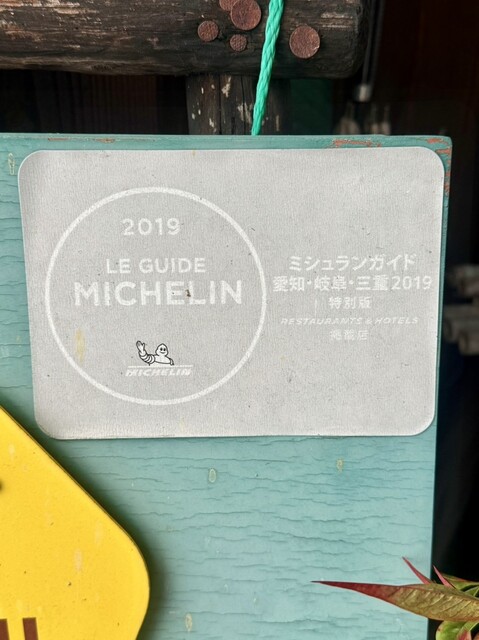 2019
LE GUIDE
MICHELIN
MICHELIN
ミシュランガイド
愛知・岐阜・三重2019
特別版
RESTAURANTS & HOTELS
掲載店